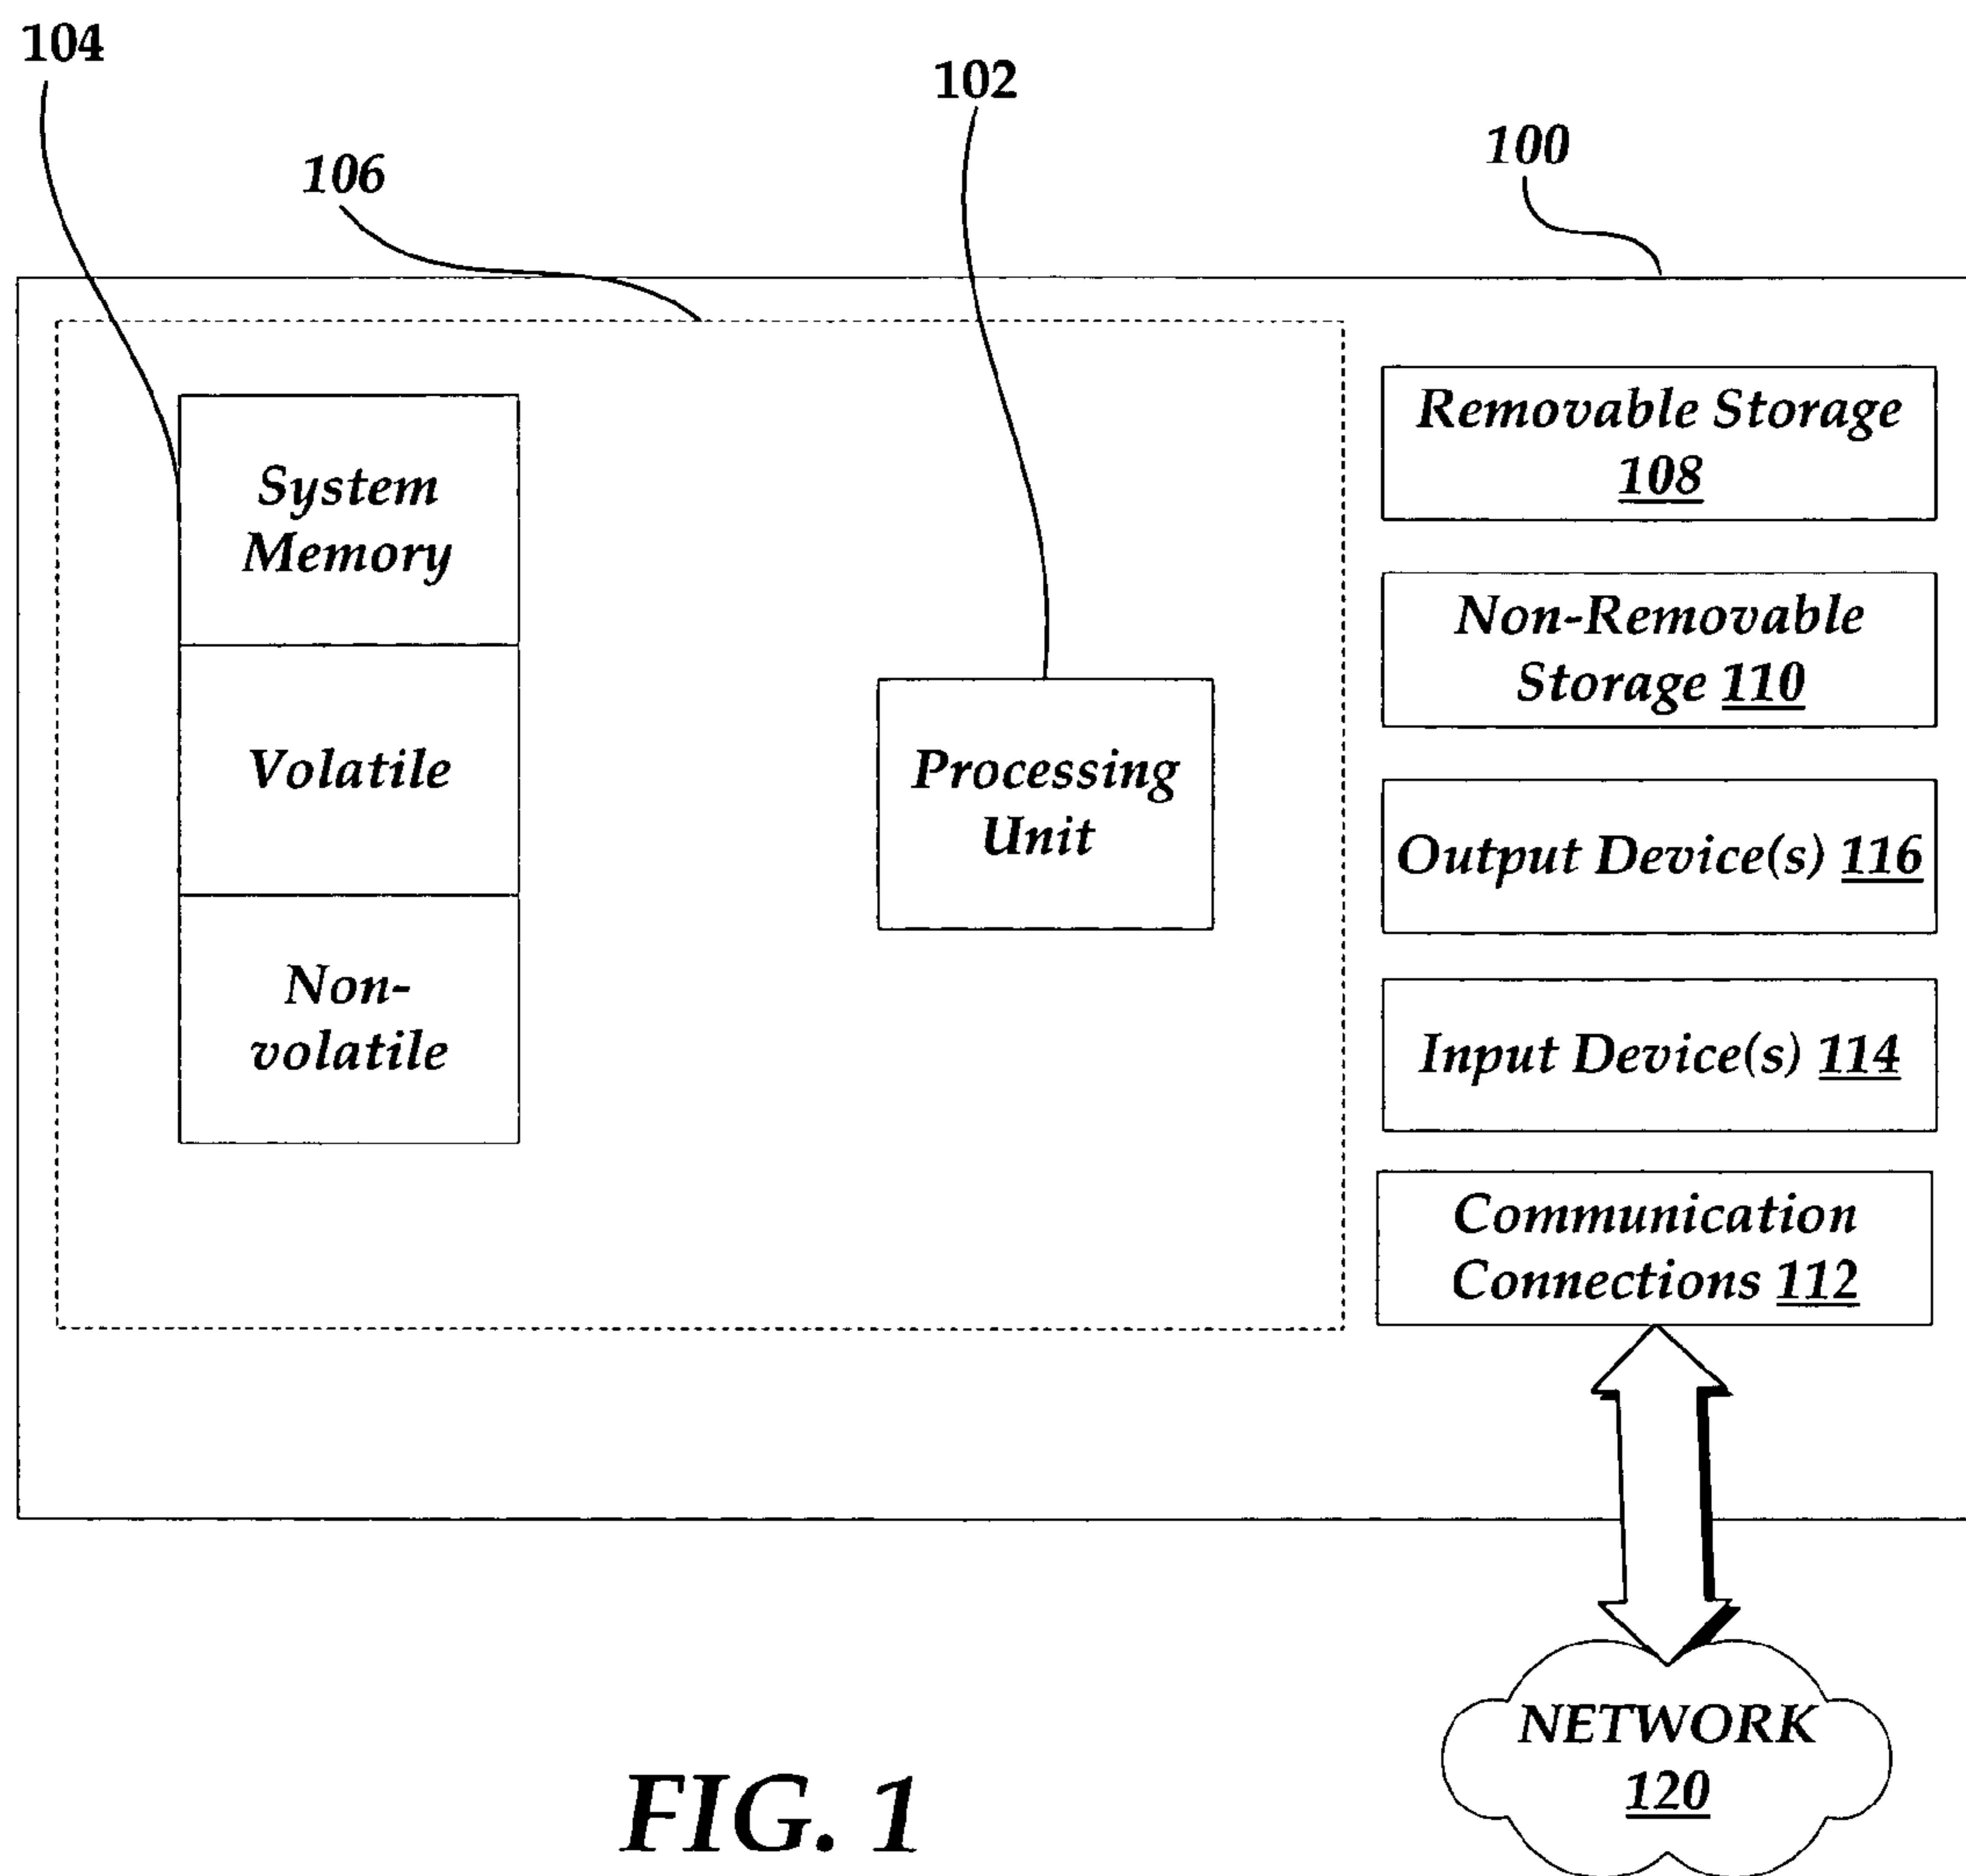 104
102
106
100
System
Memory
Volatile
Non-
volatile
Processing
Unit
Removable Storage
108
Non-Removable
Storage 110
Output Device(s) 116
Input Device(s) 114
Communication
Connections 112
NETWORK
120
FIG. 1